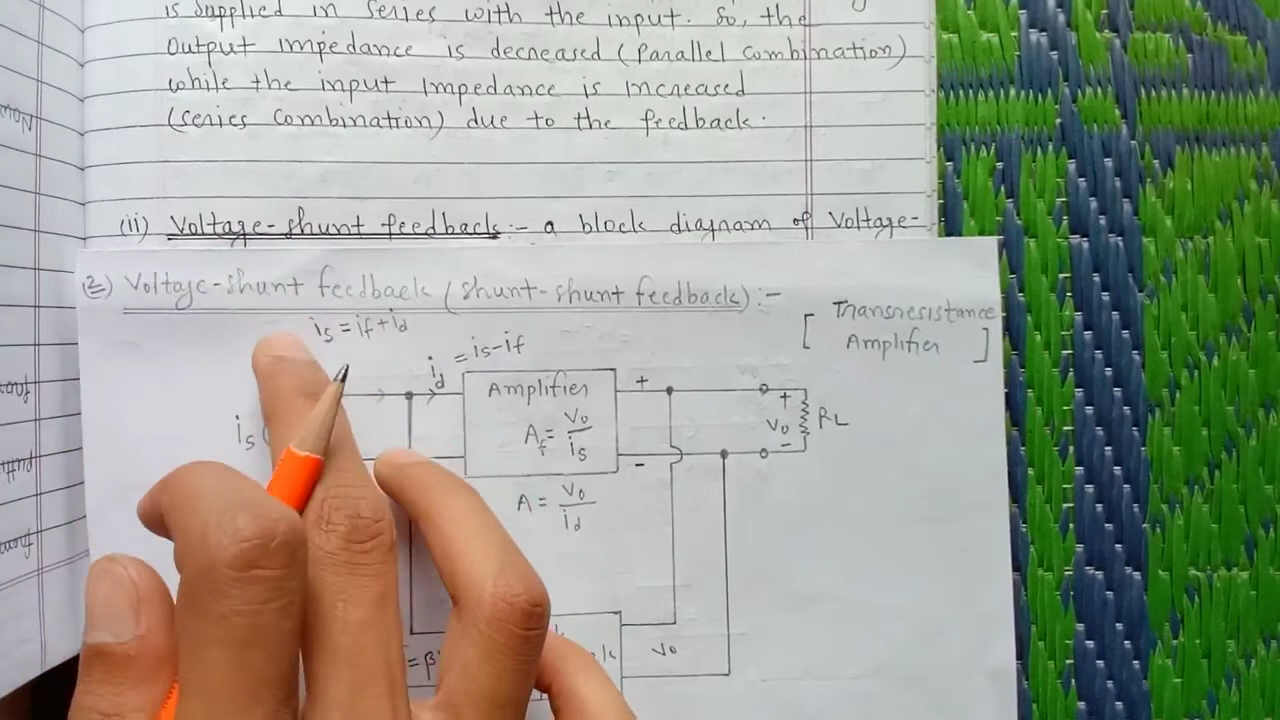 is supplied in series with the input. So, the
output impedance is decreased (Parallel combination)
while the input impedance is increased
(series combination) due to the feedback.
(ii) Voltage-shunt feedback:- a block diagram of Voltage-
(2) Voltage-shunt feedback (shunt-shunt feedback):-
[ Transresistance
Amplifier ]
is = if + id
id = is - if
Amplifier
Af = Vo/is
A = Vo/id
is
+
-
Vo
+
Vo
-
RL
= β
Vo